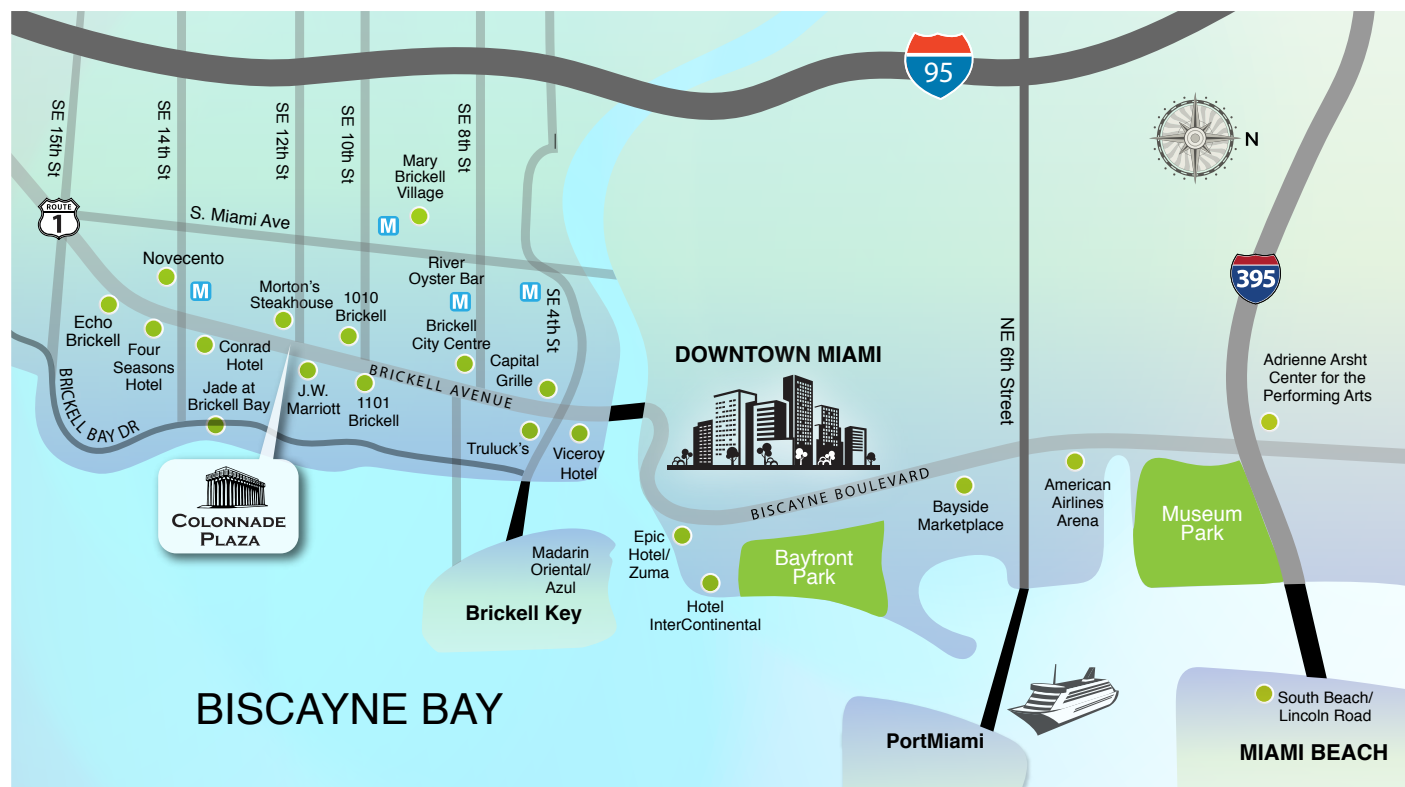 95
N
SE 15th St
SE 14th St
SE 12th St
SE 10th St
SE 8th St
Mary
Brickell
Village
ROUTE
1
S. Miami Ave
M
Novecento
M
Morton's
Steakhouse
1010
Brickell
River
Oyster Bar
M
M
SE 4th St
395
Echo
Brickell
Four
Seasons
Hotel
Conrad
Hotel
Brickell
City Centre
Capital
Grille
BRICKELL AVENUE
BRICKELL BAY DR
Jade at
Brickell Bay
J.W.
Marriott
1101
Brickell
Truluck's
Viceroy
Hotel
COLONNADE
PLAZA
DOWNTOWN MIAMI
NE 6th Street
Adrienne Arsht
Center for the
Performing Arts
BISCAYNE BOULEVARD
Bayside
Marketplace
American
Airlines
Arena
Museum
Park
Epic
Hotel/
Zuma
Bayfront
Park
Hotel
InterContinental
Madarin
Oriental/
Azul
Brickell Key
BISCAYNE BAY
PortMiami
South Beach/
Lincoln Road
MIAMI BEACH